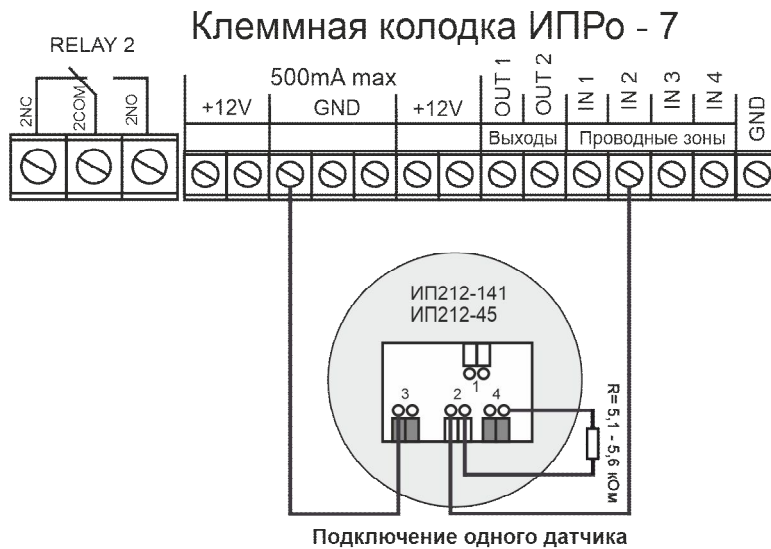 Клеммная колодка ИПРо - 7
RELAY 2
2NC
2COM
2NO
500mA max
+12V
GND
+12V
OUT 1
OUT 2
IN 1
IN 2
IN 3
IN 4
GND
Выходы
Проводные зоны
ИП212-141
ИП212-45
1
3
2
4
R= 5,1 - 5,6 кОм
Подключение одного датчика